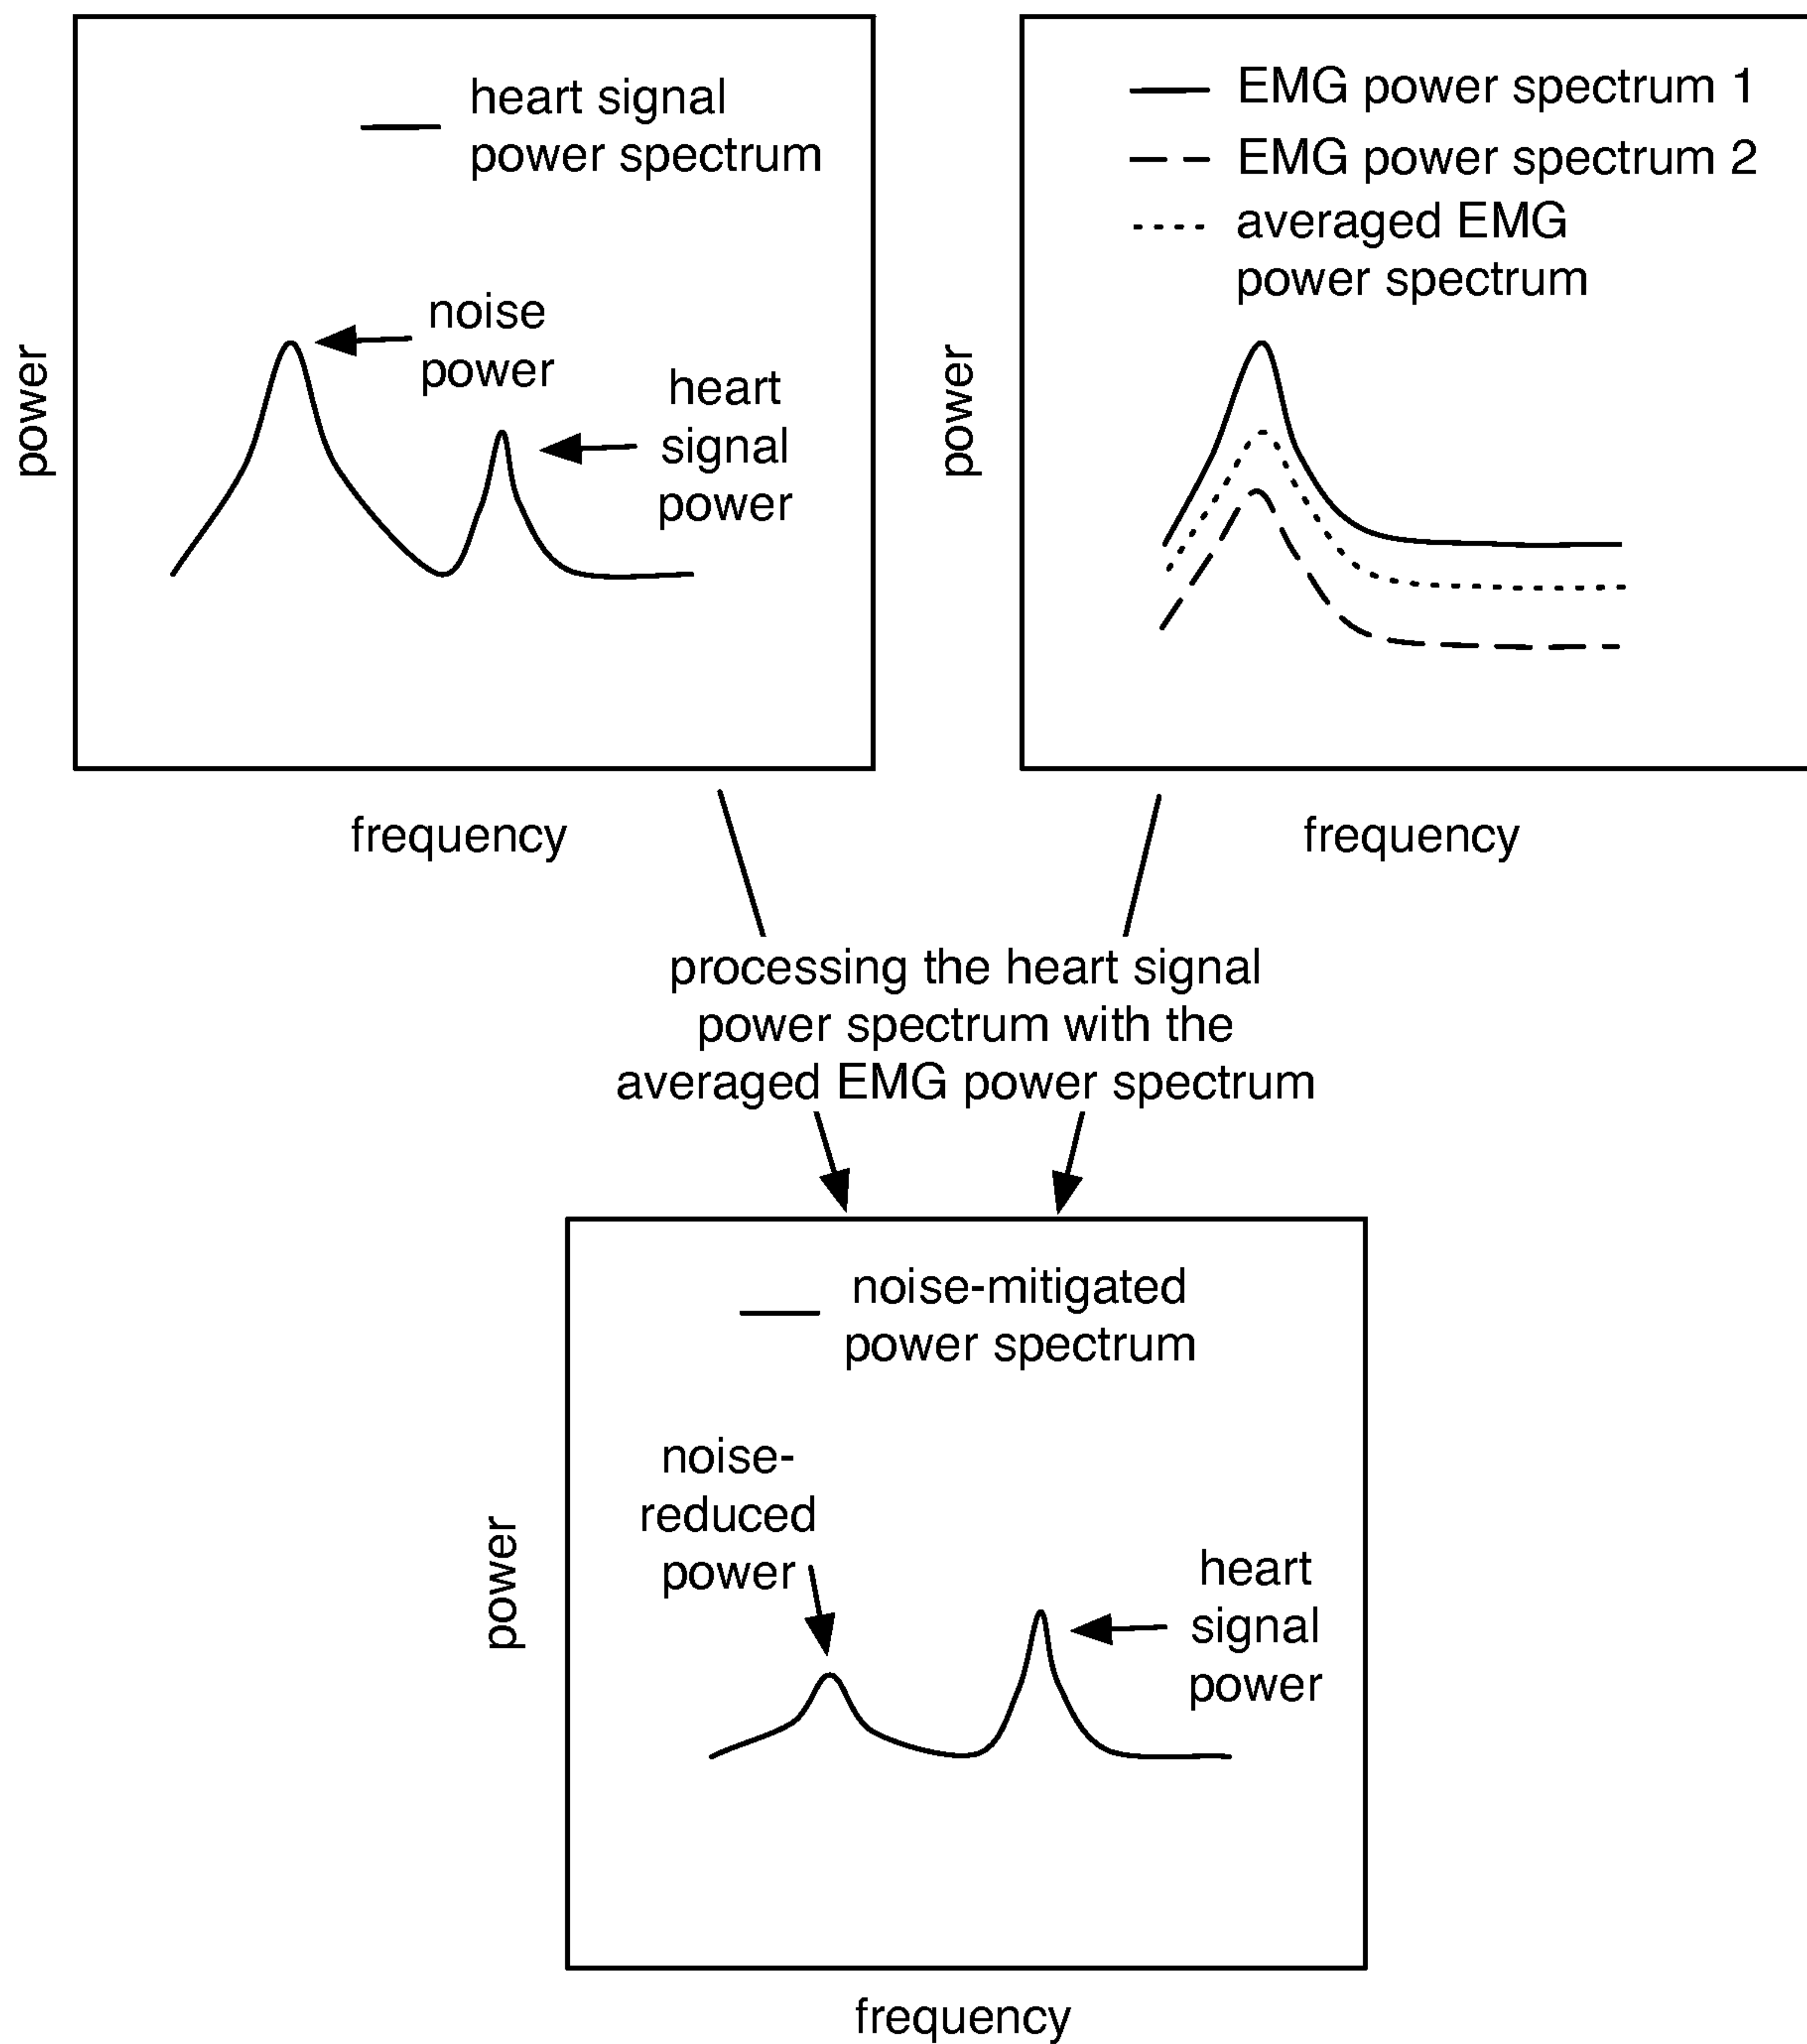 heart signal
power spectrum
noise
power
heart
signal
power
power
frequency
EMG power spectrum 1
EMG power spectrum 2
averaged EMG
power spectrum
power
frequency
processing the heart signal
power spectrum with the
averaged EMG power spectrum
noise-mitigated
power spectrum
noise-
reduced
power
heart
signal
power
power
frequency